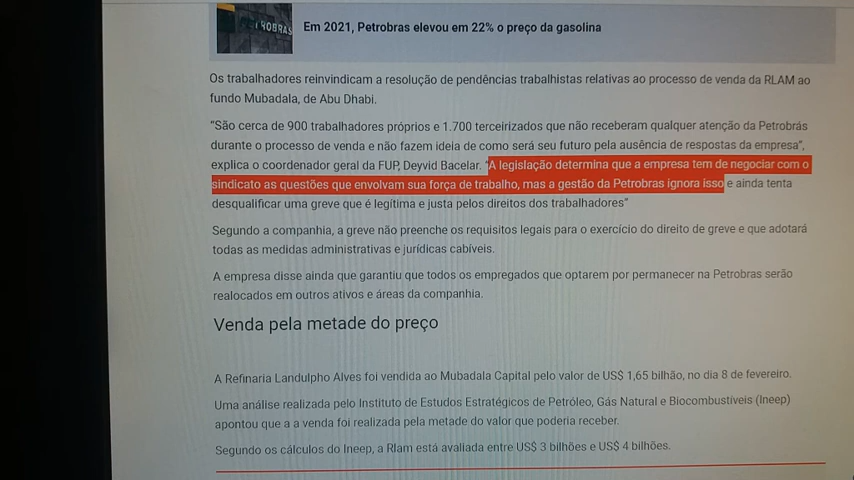 PETROBRAS
Em 2021, Petrobras elevou em 22% o preço da gasolina
Os trabalhadores reinvindicam a resolução de pendências trabalhistas relativas ao processo de venda da RLAM ao
fundo Mubadala, de Abu Dhabi.
“São cerca de 900 trabalhadores próprios e 1.700 terceirizados que não receberam qualquer atenção da Petrobrás
durante o processo de venda e não fazem ideia de como será seu futuro pela ausência de respostas da empresa”,
explica o coordenador geral da FUP, Deyvid Bacelar. “A legislação determina que a empresa tem de negociar com o
sindicato as questões que envolvam sua força de trabalho, mas a gestão da Petrobras ignora isso e ainda tenta
desqualificar uma greve que é legítima e justa pelos direitos dos trabalhadores”
Segundo a companhia, a greve não preenche os requisitos legais para o exercício do direito de greve e que adotará
todas as medidas administrativas e jurídicas cabíveis.
A empresa disse ainda que garantiu que todos os empregados que optarem por permanecer na Petrobras serão
realocados em outros ativos e áreas da companhia.
Venda pela metade do preço
A Refinaria Landulpho Alves foi vendida ao Mubadala Capital pelo valor de US$ 1,65 bilhão, no dia 8 de fevereiro.
Uma análise realizada pelo Instituto de Estudos Estratégicos de Petróleo, Gás Natural e Biocombustíveis (Ineep)
apontou que a a venda foi realizada pela metade do valor que poderia receber.
Segundo os cálculos do Ineep, a Rlam está avaliada entre US$ 3 bilhões e US$ 4 bilhões.